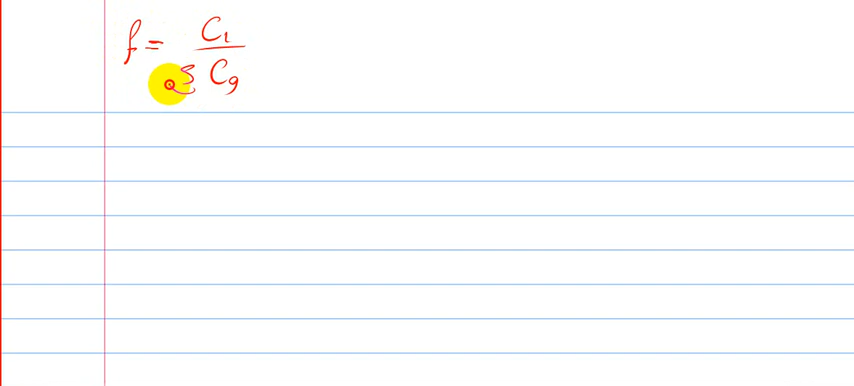 f = C₁ / ξ C₉